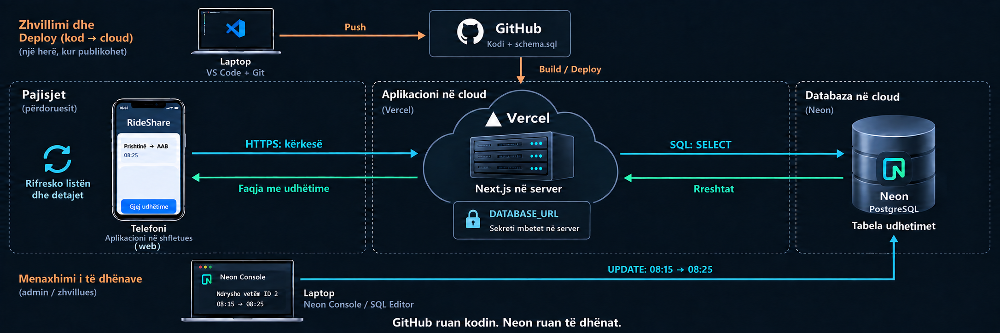 Zhvillimi dhe
Deploy (kod → cloud)
(një herë, kur publikohet)
Laptop
VS Code + Git
Push
GitHub
Kodi + schema.sql
Build / Deploy
Pajisjet
(përdoruesit)
Rifresko listën
dhe detajet
08:25
RideShare
Prishtinë → AAB
08:25
Gjej udhëtime
Telefoni
Aplikacioni në shfletues
(web)
HTTPS: kërkesë
Faqja me udhëtime
Aplikacioni në cloud
(Vercel)
Vercel
Next.js në server
DATABASE_URL
Sekreti mbetet në server
SQL: SELECT
Rreshtat
Databaza në cloud
(Neon)
Neon
PostgreSQL
Tabela udhetimet
Menaxhimi i të dhënave
(admin / zhvillues)
Neon Console
Ndrysho vetëm ID 2
08:15 → 08:25
Laptop
Neon Console / SQL Editor
UPDATE: 08:15 → 08:25
GitHub ruan kodin. Neon ruan të dhënat.